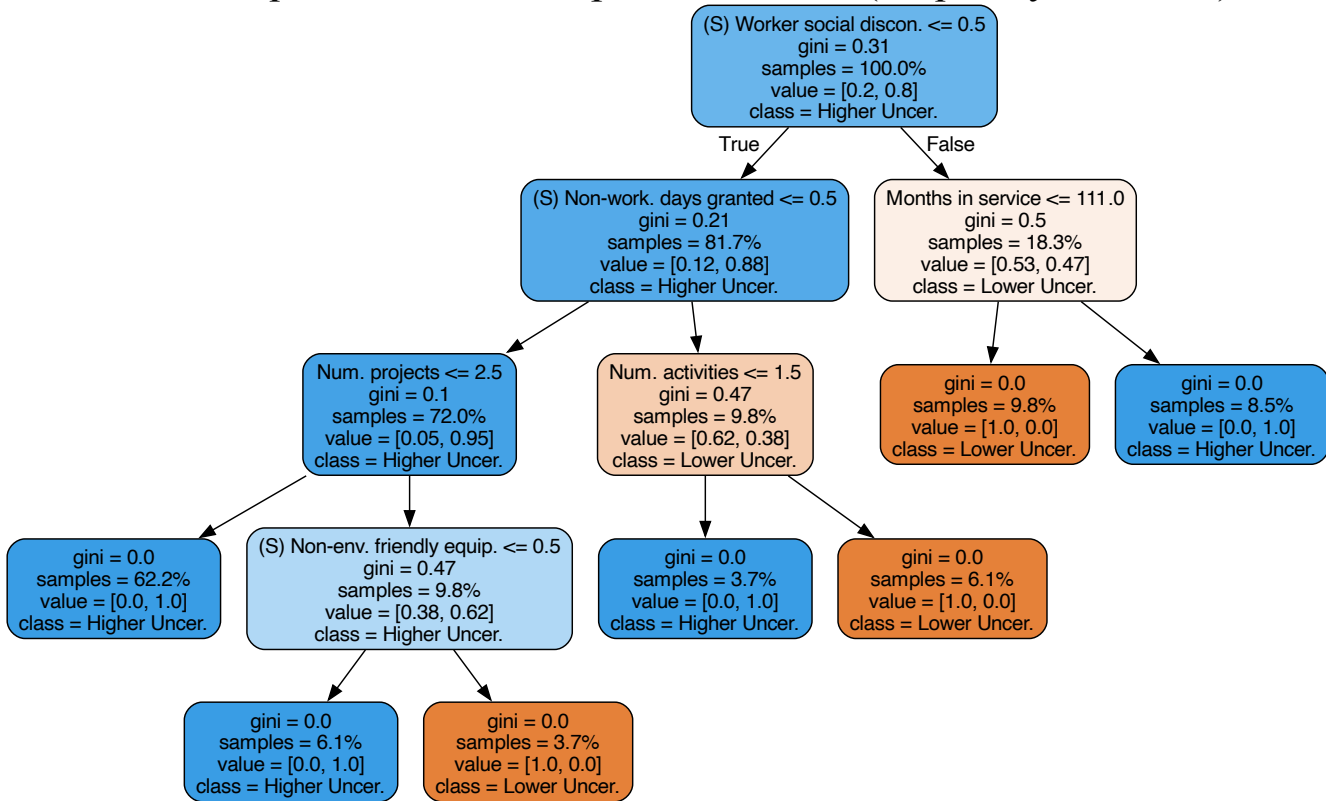 (S) Worker social discon. <= 0.5
gini = 0.31
samples = 100.0%
value = [0.2, 0.8]
class = Higher Uncer.
True
False
(S) Non-work. days granted <= 0.5
gini = 0.21
samples = 81.7%
value = [0.12, 0.88]
class = Higher Uncer.
Months in service <= 111.0
gini = 0.5
samples = 18.3%
value = [0.53, 0.47]
class = Lower Uncer.
Num. projects <= 2.5
gini = 0.1
samples = 72.0%
value = [0.05, 0.95]
class = Higher Uncer.
Num. activities <= 1.5
gini = 0.47
samples = 9.8%
value = [0.62, 0.38]
class = Lower Uncer.
gini = 0.0
samples = 9.8%
value = [1.0, 0.0]
class = Lower Uncer.
gini = 0.0
samples = 8.5%
value = [0.0, 1.0]
class = Higher Uncer.
gini = 0.0
samples = 62.2%
value = [0.0, 1.0]
class = Higher Uncer.
(S) Non-env. friendly equip. <= 0.5
gini = 0.47
samples = 9.8%
value = [0.38, 0.62]
class = Higher Uncer.
gini = 0.0
samples = 3.7%
value = [0.0, 1.0]
class = Higher Uncer.
gini = 0.0
samples = 6.1%
value = [1.0, 0.0]
class = Lower Uncer.
gini = 0.0
samples = 6.1%
value = [0.0, 1.0]
class = Higher Uncer.
gini = 0.0
samples = 3.7%
value = [1.0, 0.0]
class = Lower Uncer.